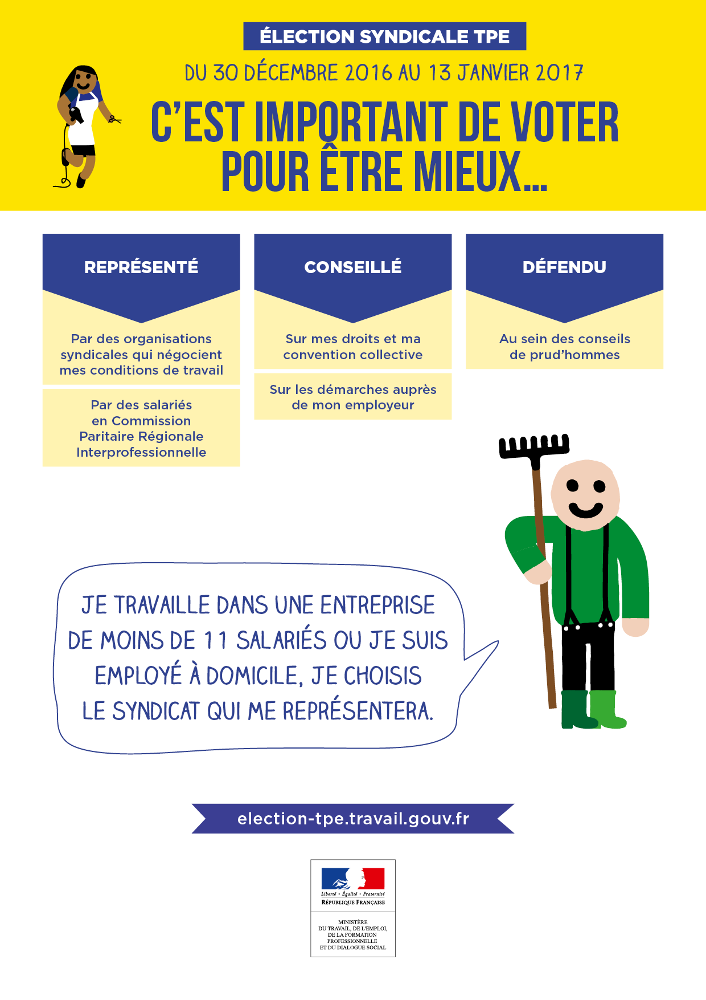 ÉLECTION SYNDICALE TPE
DU 30 DÉCEMBRE 2016 AU 13 JANVIER 2017
C'EST IMPORTANT DE VOTER
POUR ÊTRE MIEUX...
REPRÉSENTÉ
Par des organisations
syndicales qui négocient
mes conditions de travail
Par des salariés
en Commission
Paritaire Régionale
Interprofessionnelle
CONSEILLÉ
Sur mes droits et ma
convention collective
Sur les démarches auprès
de mon employeur
DÉFENDU
Au sein des conseils
de prud'hommes
JE TRAVAILLE DANS UNE ENTREPRISE
DE MOINS DE 11 SALARIÉS OU JE SUIS
EMPLOYÉ À DOMICILE, JE CHOISIS
LE SYNDICAT QUI ME REPRÉSENTERA.
election-tpe.travail.gouv.fr
Liberté • Égalité • Fraternité
RÉPUBLIQUE FRANÇAISE
MINISTÈRE
DU TRAVAIL, DE L'EMPLOI,
DE LA FORMATION
PROFESSIONNELLE
ET DU DIALOGUE SOCIAL